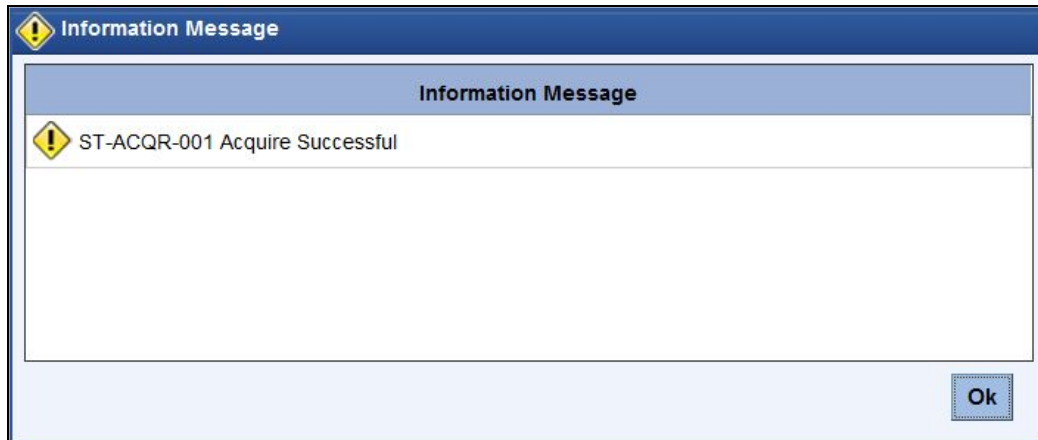 Information Message
Information Message
ST-ACQR-001 Acquire Successful
Ok